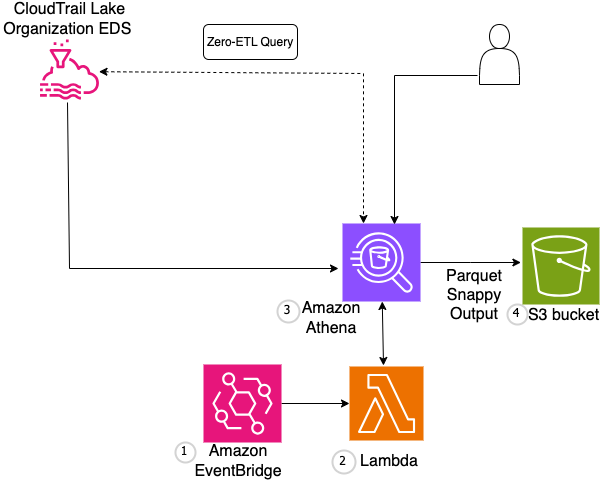 CloudTrail Lake
Organization EDS
Zero-ETL Query
3
Amazon
Athena
Parquet
Snappy
Output
4
S3 bucket
1
Amazon
EventBridge
2
Lambda